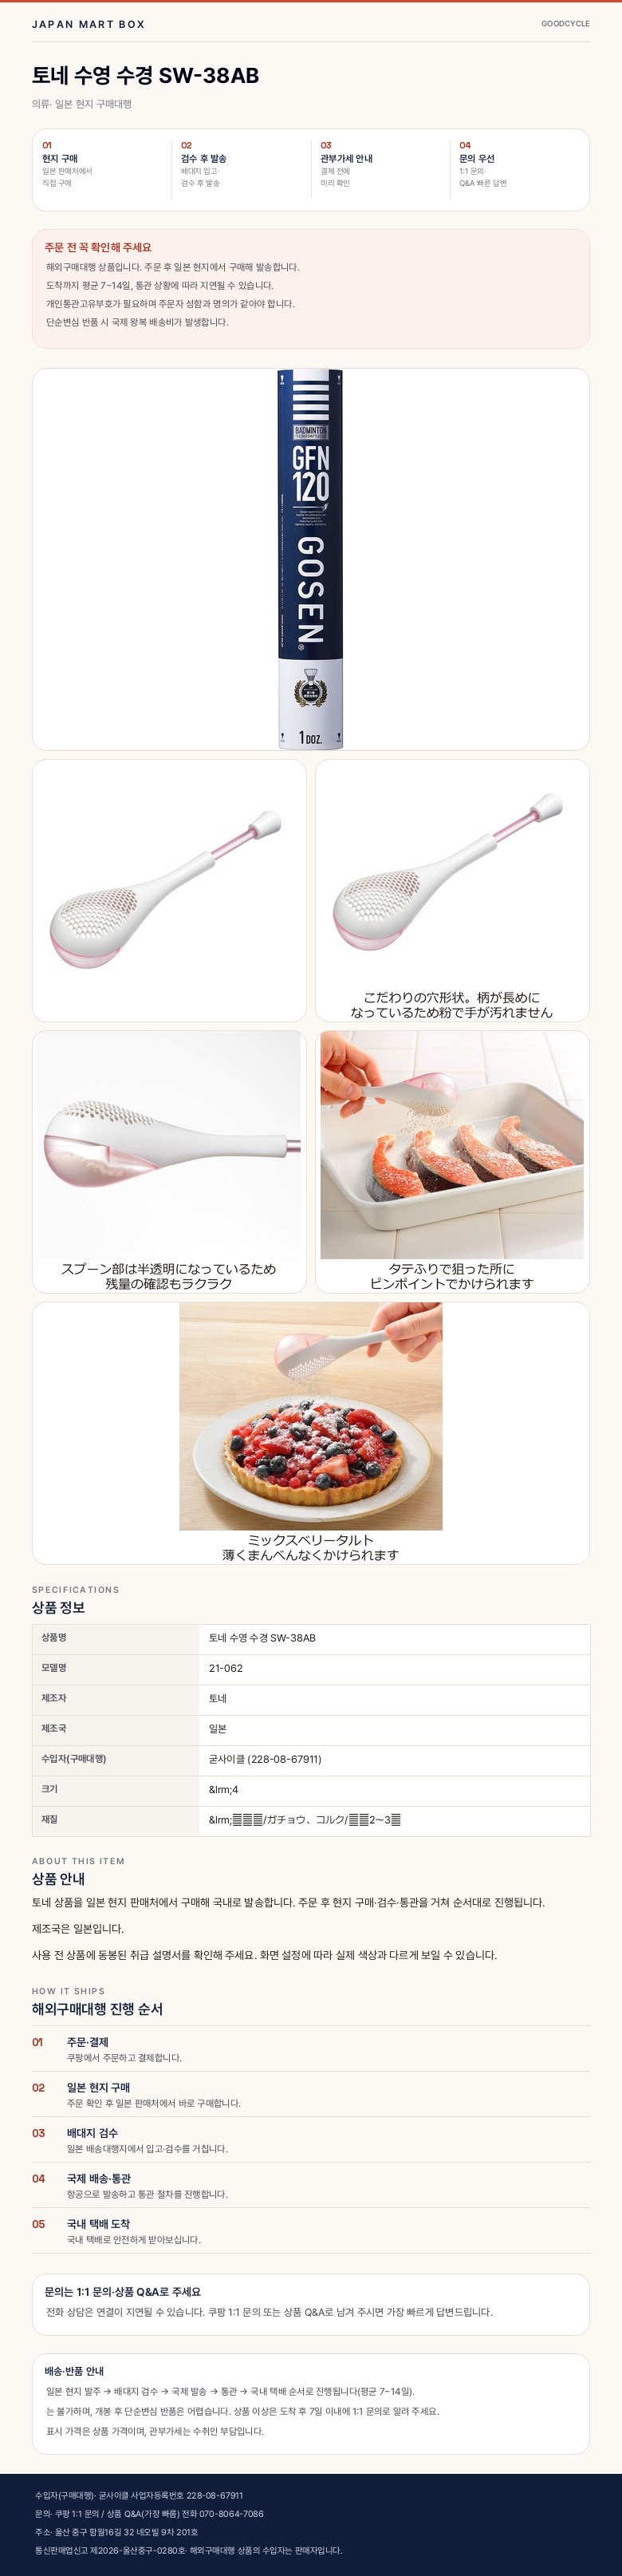 JAPAN MART BOX
GOODCYCLE
토네 수영 수경 SW-38AB
의류· 일본 현지 구매대행
01
현지 구매
일본 판매처에서
직접 구매
02
검수 후 발송
배대지 입고·
검수 후 발송
03
관부가세 안내
결제 전에
미리 확인
04
문의 우선
1:1 문의·
Q&A 빠른 답변
주문 전 꼭 확인해 주세요
해외구매대행 상품입니다. 주문 후 일본 현지에서 구매해 발송합니다.
도착까지 평균 7~14일, 통관 상황에 따라 지연될 수 있습니다.
개인통관고유부호가 필요하며 주문자 성함과 명의가 같아야 합니다.
단순변심 반품 시 국제 왕복 배송비가 발생합니다.
BADMINTON
GFN
120
GOSEN
1 DOZ.
こだわりの穴形状。柄が長めに
なっているため粉で手が汚れません
スプーン部は半透明になっているため
残量の確認もラクラク
タテふりで狙った所に
ピンポイントでかけられます
ミックスベリータルト
薄くまんべんなくかけられます
SPECIFICATIONS
상품 정보
상품명
토네 수영 수경 SW-38AB
모델명
21-062
제조자
토네
제조국
일본
수입자(구매대행)
굳사이클 (228-08-67911)
크기
&lrm;4
재질
&lrm;/ガチョウ、コルク/2~3
ABOUT THIS ITEM
상품 안내
토네 상품을 일본 현지 판매처에서 구매해 국내로 발송합니다. 주문 후 현지 구매·검수·통관을 거쳐 순서대로 진행됩니다.
제조국은 일본입니다.
사용 전 상품에 동봉된 취급 설명서를 확인해 주세요. 화면 설정에 따라 실제 색상과 다르게 보일 수 있습니다.
HOW IT SHIPS
해외구매대행 진행 순서
01
주문·결제
쿠팡에서 주문하고 결제합니다.
02
일본 현지 구매
주문 확인 후 일본 판매처에서 바로 구매합니다.
03
배대지 검수
일본 배송대행지에서 입고·검수를 거칩니다.
04
국제 배송·통관
항공으로 발송하고 통관 절차를 진행합니다.
05
국내 택배 도착
국내 택배로 안전하게 받아보십니다.
문의는 1:1 문의·상품 Q&A로 주세요
전화 상담은 연결이 지연될 수 있습니다. 쿠팡 1:1 문의 또는 상품 Q&A로 남겨 주시면 가장 빠르게 답변드립니다.
배송·반품 안내
일본 현지 발주 → 배대지 검수 → 국제 발송 → 통관 → 국내 택배 순서로 진행됩니다(평균 7~14일).
는 불가하며, 개봉 후 단순변심 반품은 어렵습니다. 상품 이상은 도착 후 7일 이내에 1:1 문의로 알려 주세요.
표시 가격은 상품 가격이며, 관부가세는 수취인 부담입니다.
수입자(구매대행)· 굳사이클 사업자등록번호 228-08-67911
문의· 쿠팡 1:1 문의 / 상품 Q&A(가장 빠름) 전화 070-8064-7086
주소· 울산 중구 함월16길 32 네오빌 9차 201호
통신판매업신고 제2026-울산중구-0280호· 해외구매대행 상품의 수입자는 판매자입니다.